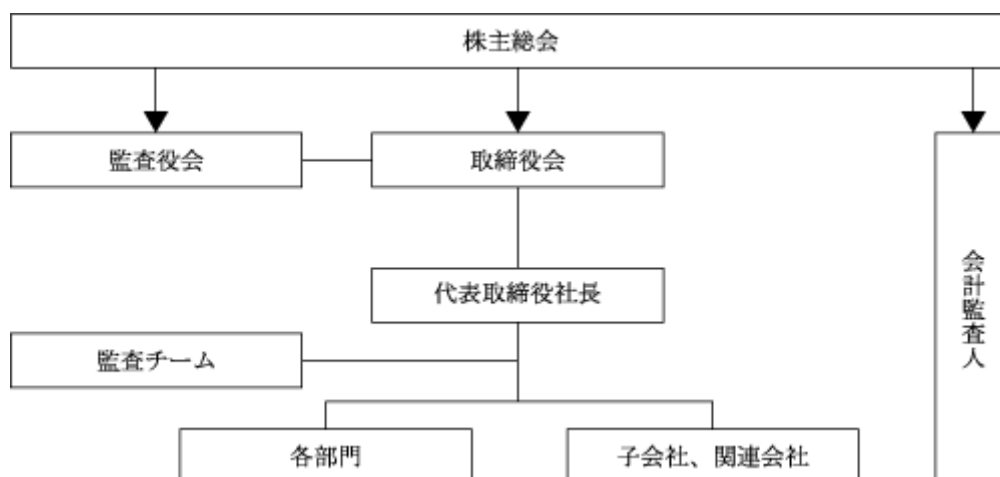 株主総会
監査役会
取締役会
代表取締役社長
会計監査人
監査チーム
各部門
子会社、関連会社